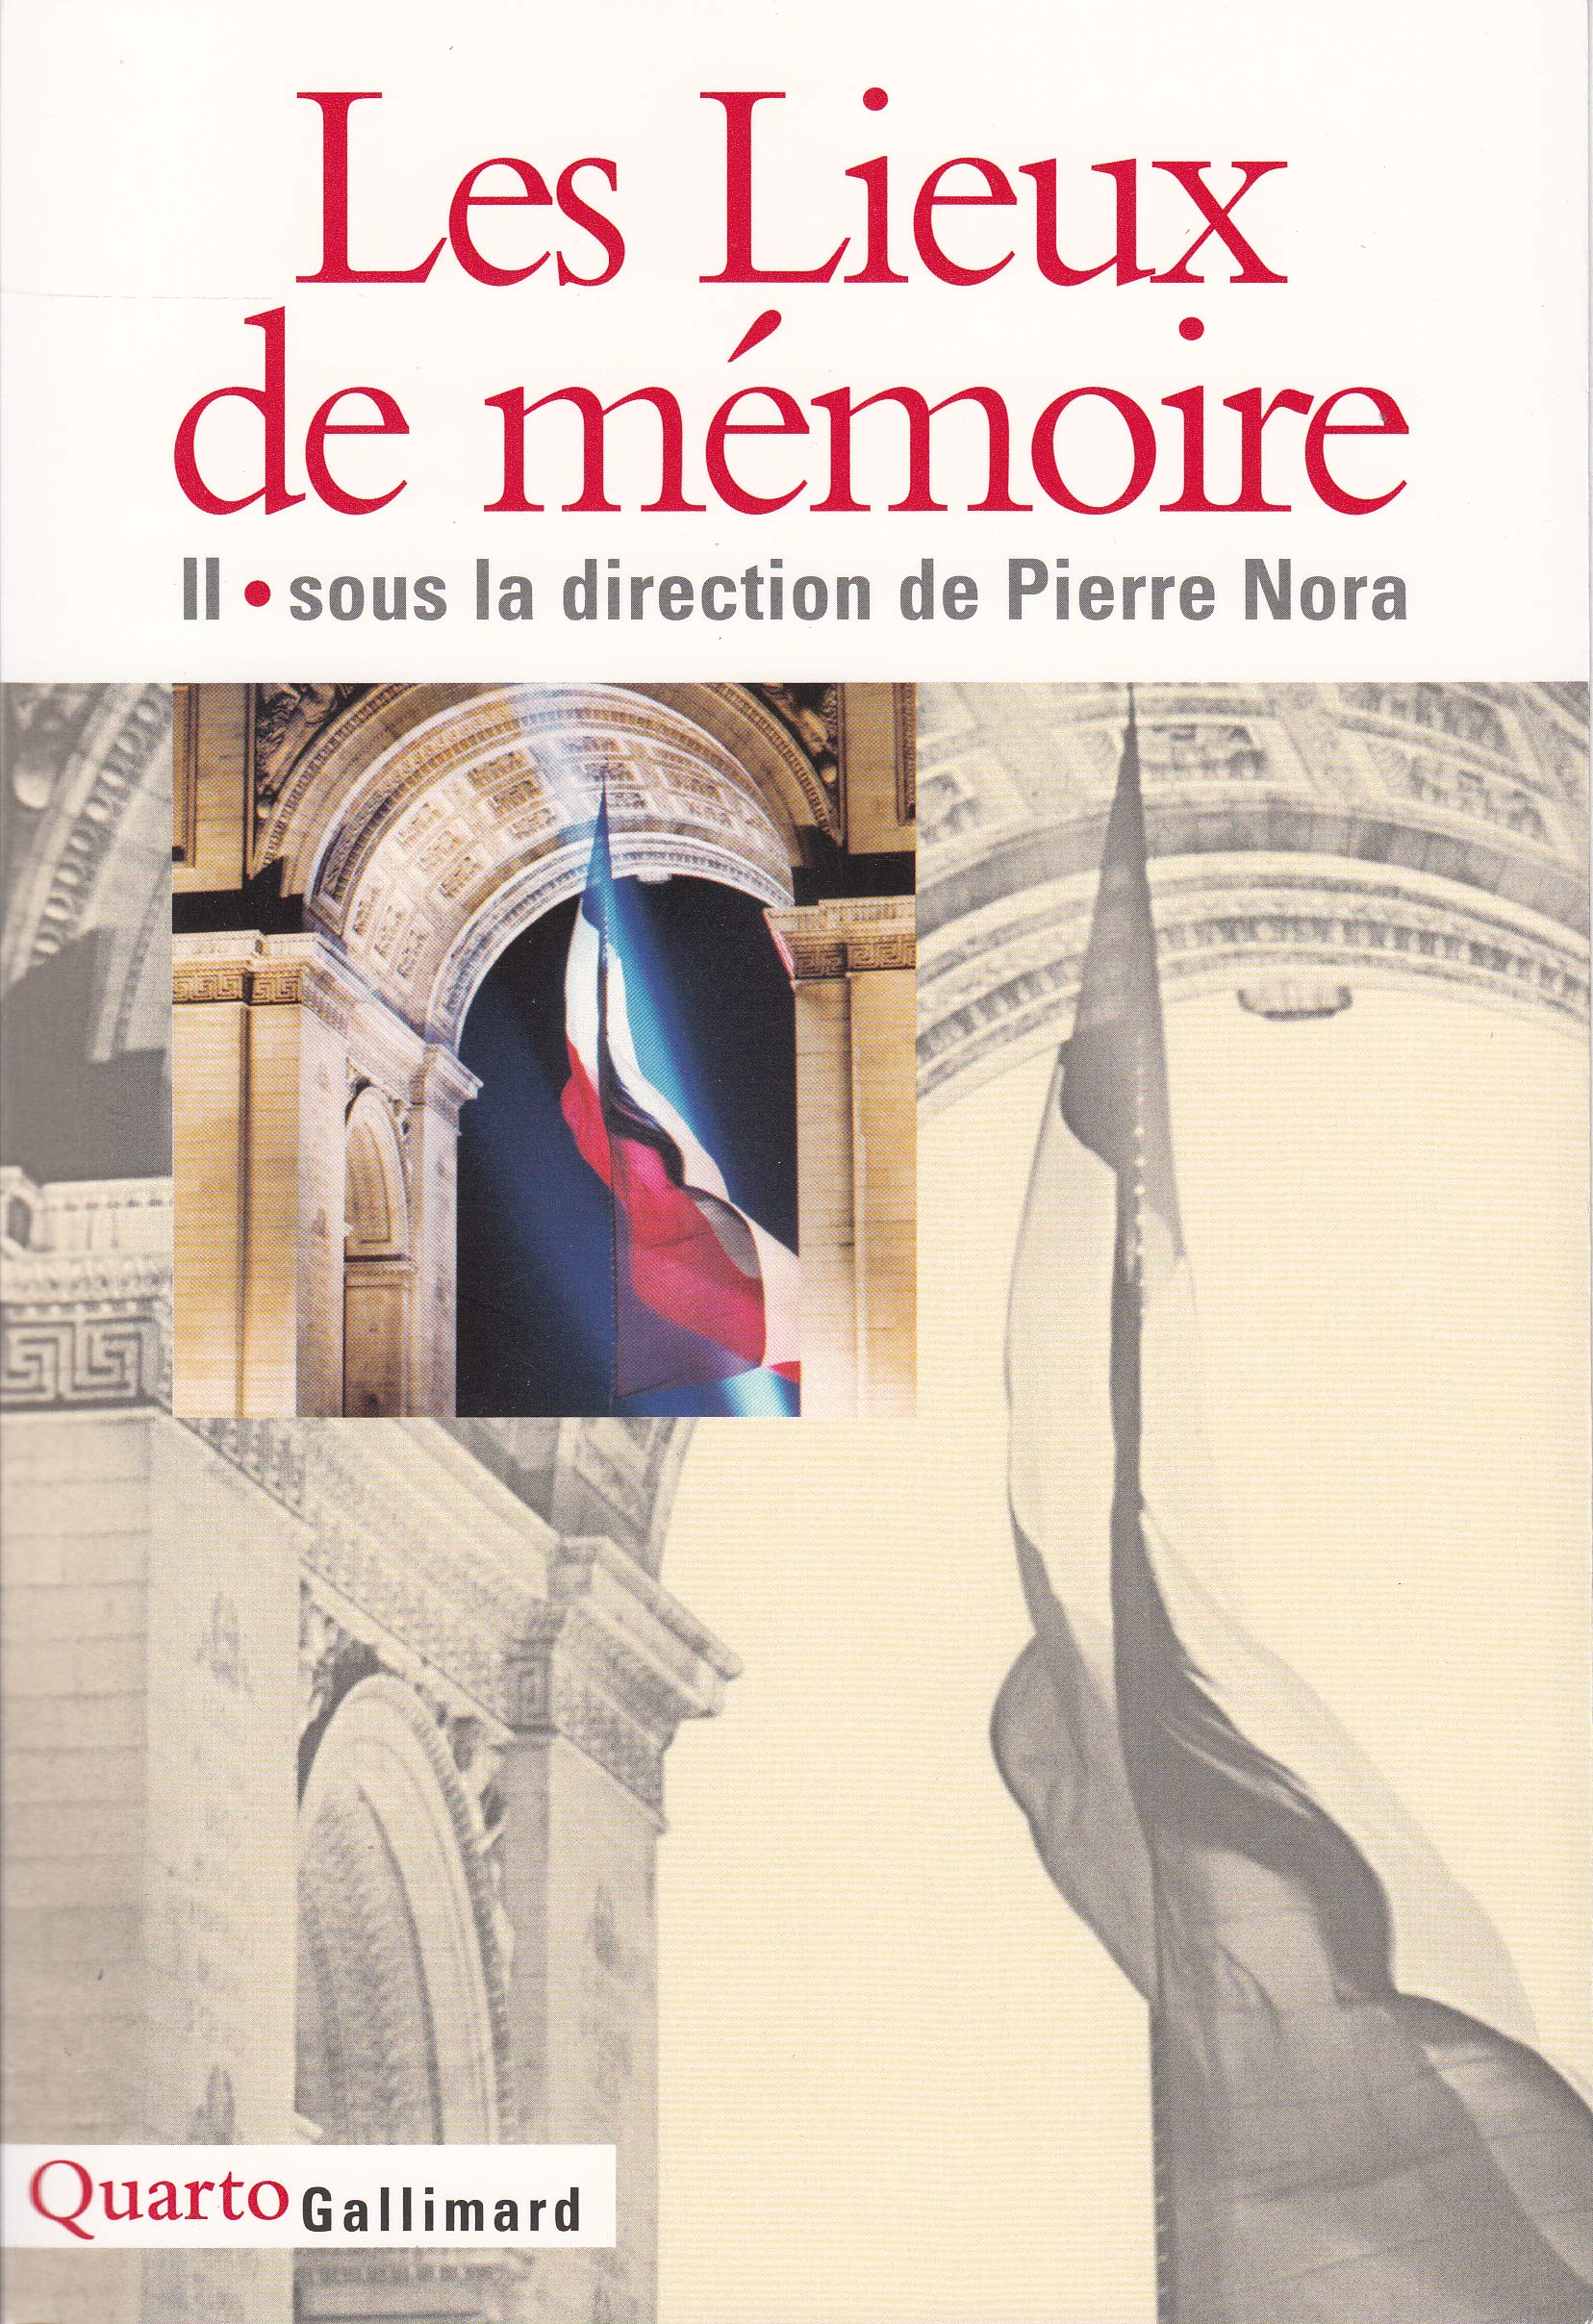 Les Lieux
de mémoire
II • sous la direction de Pierre Nora
Quarto Gallimard